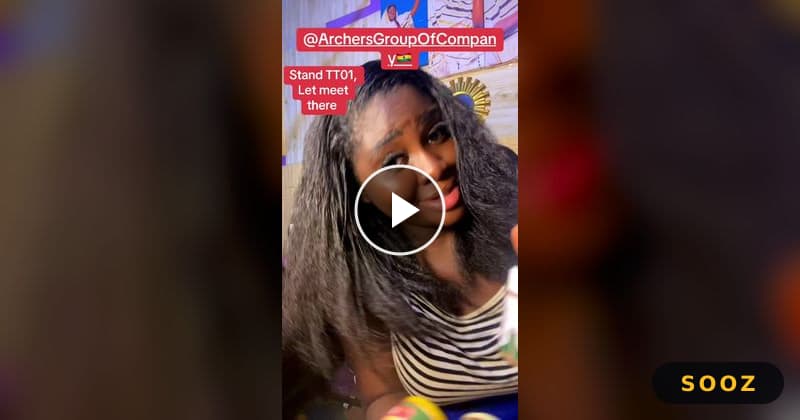 @ArchersGroupOfCompan
y🇬🇭
Stand TT01,
Let meet
there
SOOZ